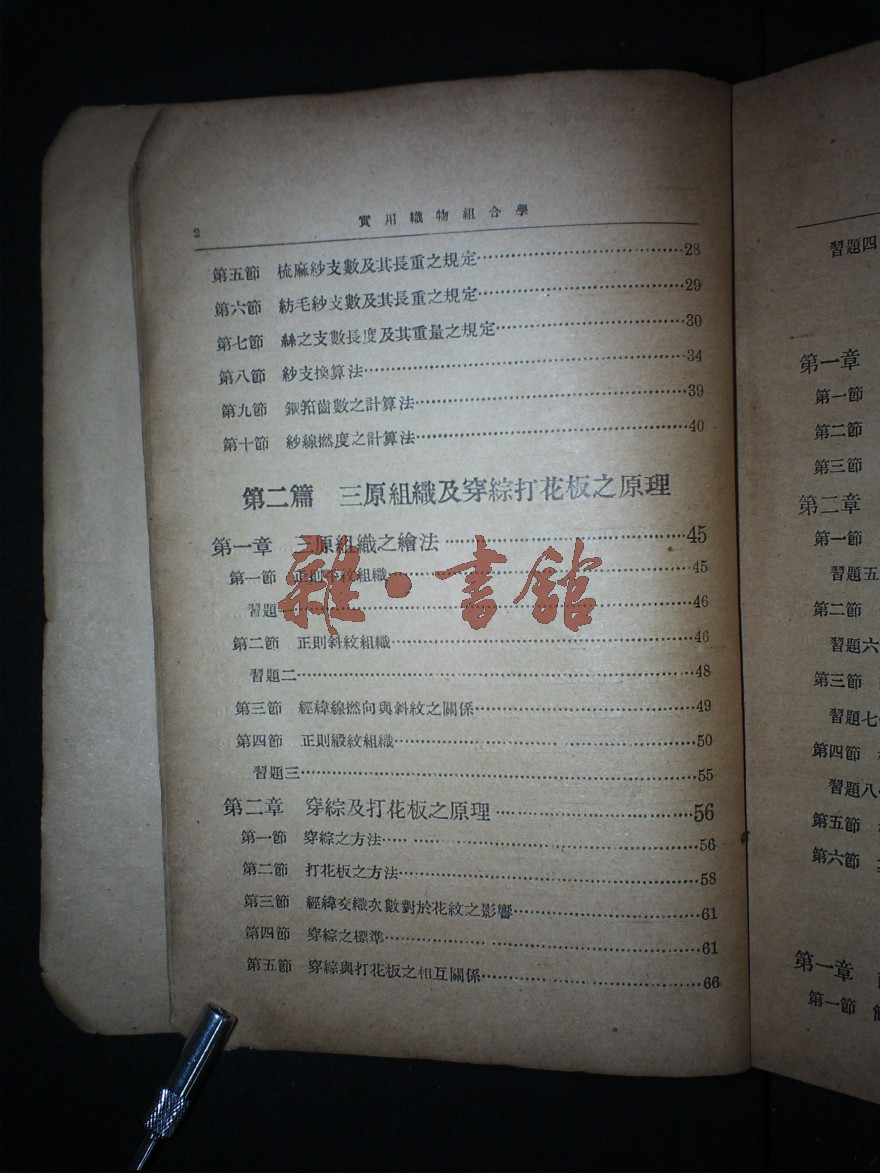 2
實用織物組合學
第五節 梳麻紗支數及其長重之規定……28
第六節 紡毛紗支數及其長重之規定……29
第七節 絲之支數長度及其重量之規定……30
第八節 紗支換算法……34
第九節 鋼筘齒數之計算法……39
第十節 紗線撚度之計算法……40
第二篇 三原組織及穿綜打花板之原理
第一章 三原組織之繪法……45
第一節 正則平紋組織……45
習題一……46
第二節 正則斜紋組織……46
習題二……48
第三節 經緯線撚向與斜紋之關係……49
第四節 正則緞紋組織……50
習題三……55
第二章 穿綜及打花板之原理……56
第一節 穿綜之方法……56
第二節 打花板之方法……58
第三節 經緯交織次數對於花紋之影響……61
第四節 穿綜之標準……61
第五節 穿綜與打花板之相互關係……66
雜·書館
習題四
第一章
第一節
第二節
第三節
第二章
第一節
習題五
第二節
習題六
第三節
習題七
第四節
習題八
第五節
第六節
第一章
第一節